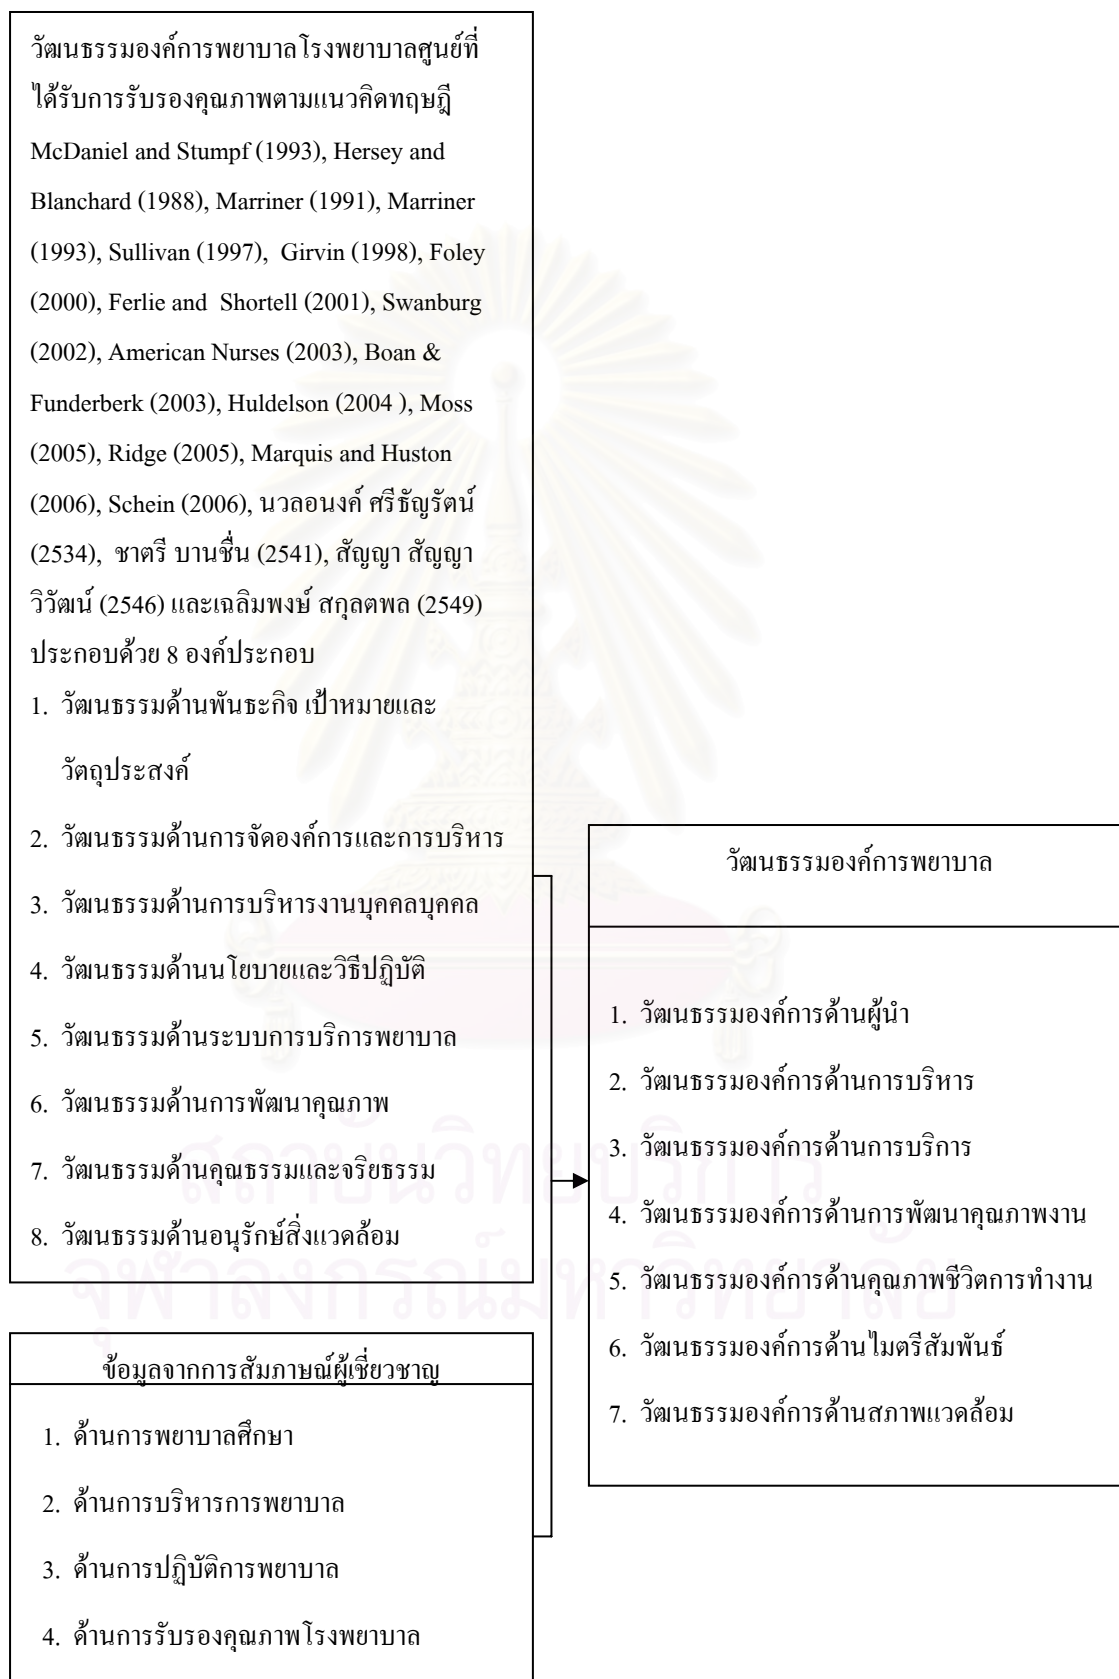 วัฒนธรรมองค์การพยาบาลโรงพยาบาลศูนย์ที่
ได้รับการรับรองคุณภาพตามแนวคิดทฤษฎี
McDaniel and Stumpf (1993), Hersey and
Blanchard (1988), Marriner (1991), Marriner
(1993), Sullivan (1997), Girvin (1998), Foley
(2000), Ferlie and Shortell (2001), Swanburg
(2002), American Nurses (2003), Boan &
Funderberk (2003), Huldelson (2004 ), Moss
(2005), Ridge (2005), Marquis and Huston
(2006), Schein (2006), นวลอนงค์ ศรีธัญรัตน์
(2534), ชาตรี บานชื่น (2541), สัญญา สัญญา
วิวัฒน์ (2546) และเฉลิมพงษ์ สกุลตพล (2549)
ประกอบด้วย 8 องค์ประกอบ
1. วัฒนธรรมด้านพันธะกิจ เป้าหมายและ
วัตถุประสงค์
2. วัฒนธรรมด้านการจัดองค์การและการบริหาร
3. วัฒนธรรมด้านการบริหารงานบุคคลบุคคล
4. วัฒนธรรมด้านนโยบายและวิธีปฏิบัติ
5. วัฒนธรรมด้านระบบการบริการพยาบาล
6. วัฒนธรรมด้านการพัฒนาคุณภาพ
7. วัฒนธรรมด้านคุณธรรมและจริยธรรม
8. วัฒนธรรมด้านอนุรักษ์สิ่งแวดล้อม
ข้อมูลจากการสัมภาษณ์ผู้เชี่ยวชาญ
1. ด้านการพยาบาลศึกษา
2. ด้านการบริหารการพยาบาล
3. ด้านการปฏิบัติการพยาบาล
4. ด้านการรับรองคุณภาพโรงพยาบาล
วัฒนธรรมองค์การพยาบาล
1. วัฒนธรรมองค์การด้านผู้นำ
2. วัฒนธรรมองค์การด้านการบริหาร
3. วัฒนธรรมองค์การด้านการบริการ
4. วัฒนธรรมองค์การด้านการพัฒนาคุณภาพงาน
5. วัฒนธรรมองค์การด้านคุณภาพชีวิตการทำงาน
6. วัฒนธรรมองค์การด้านไมตรีสัมพันธ์
7. วัฒนธรรมองค์การด้านสภาพแวดล้อม
สถาบันวิทยบริการ
จุฬาลงกรณ์มหาวิทยาลัย